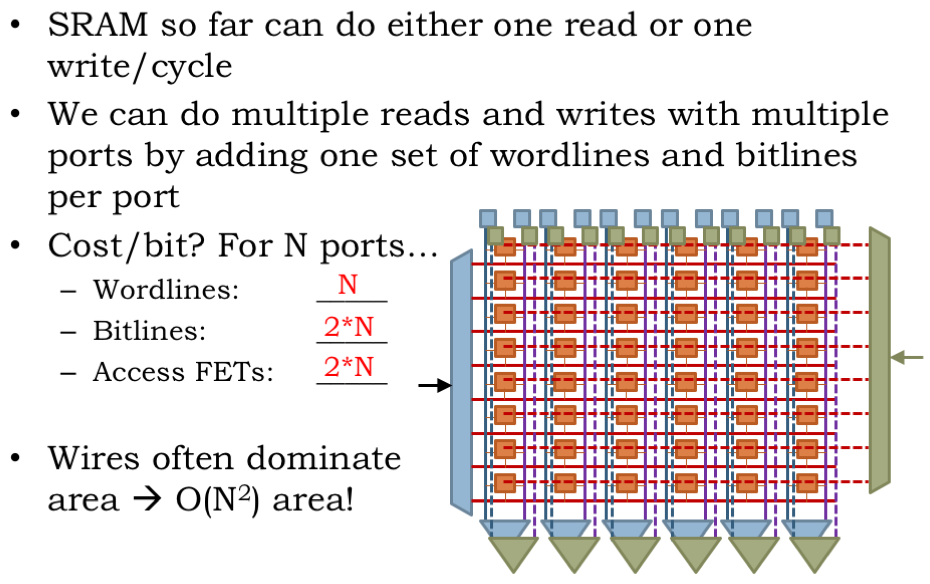 • SRAM so far can do either one read or one
write/cycle
• We can do multiple reads and writes with multiple
ports by adding one set of wordlines and bitlines
per port
• Cost/bit? For N ports…
– Wordlines: N
– Bitlines: 2*N
– Access FETs: 2*N
• Wires often dominate
area → O(N²) area!